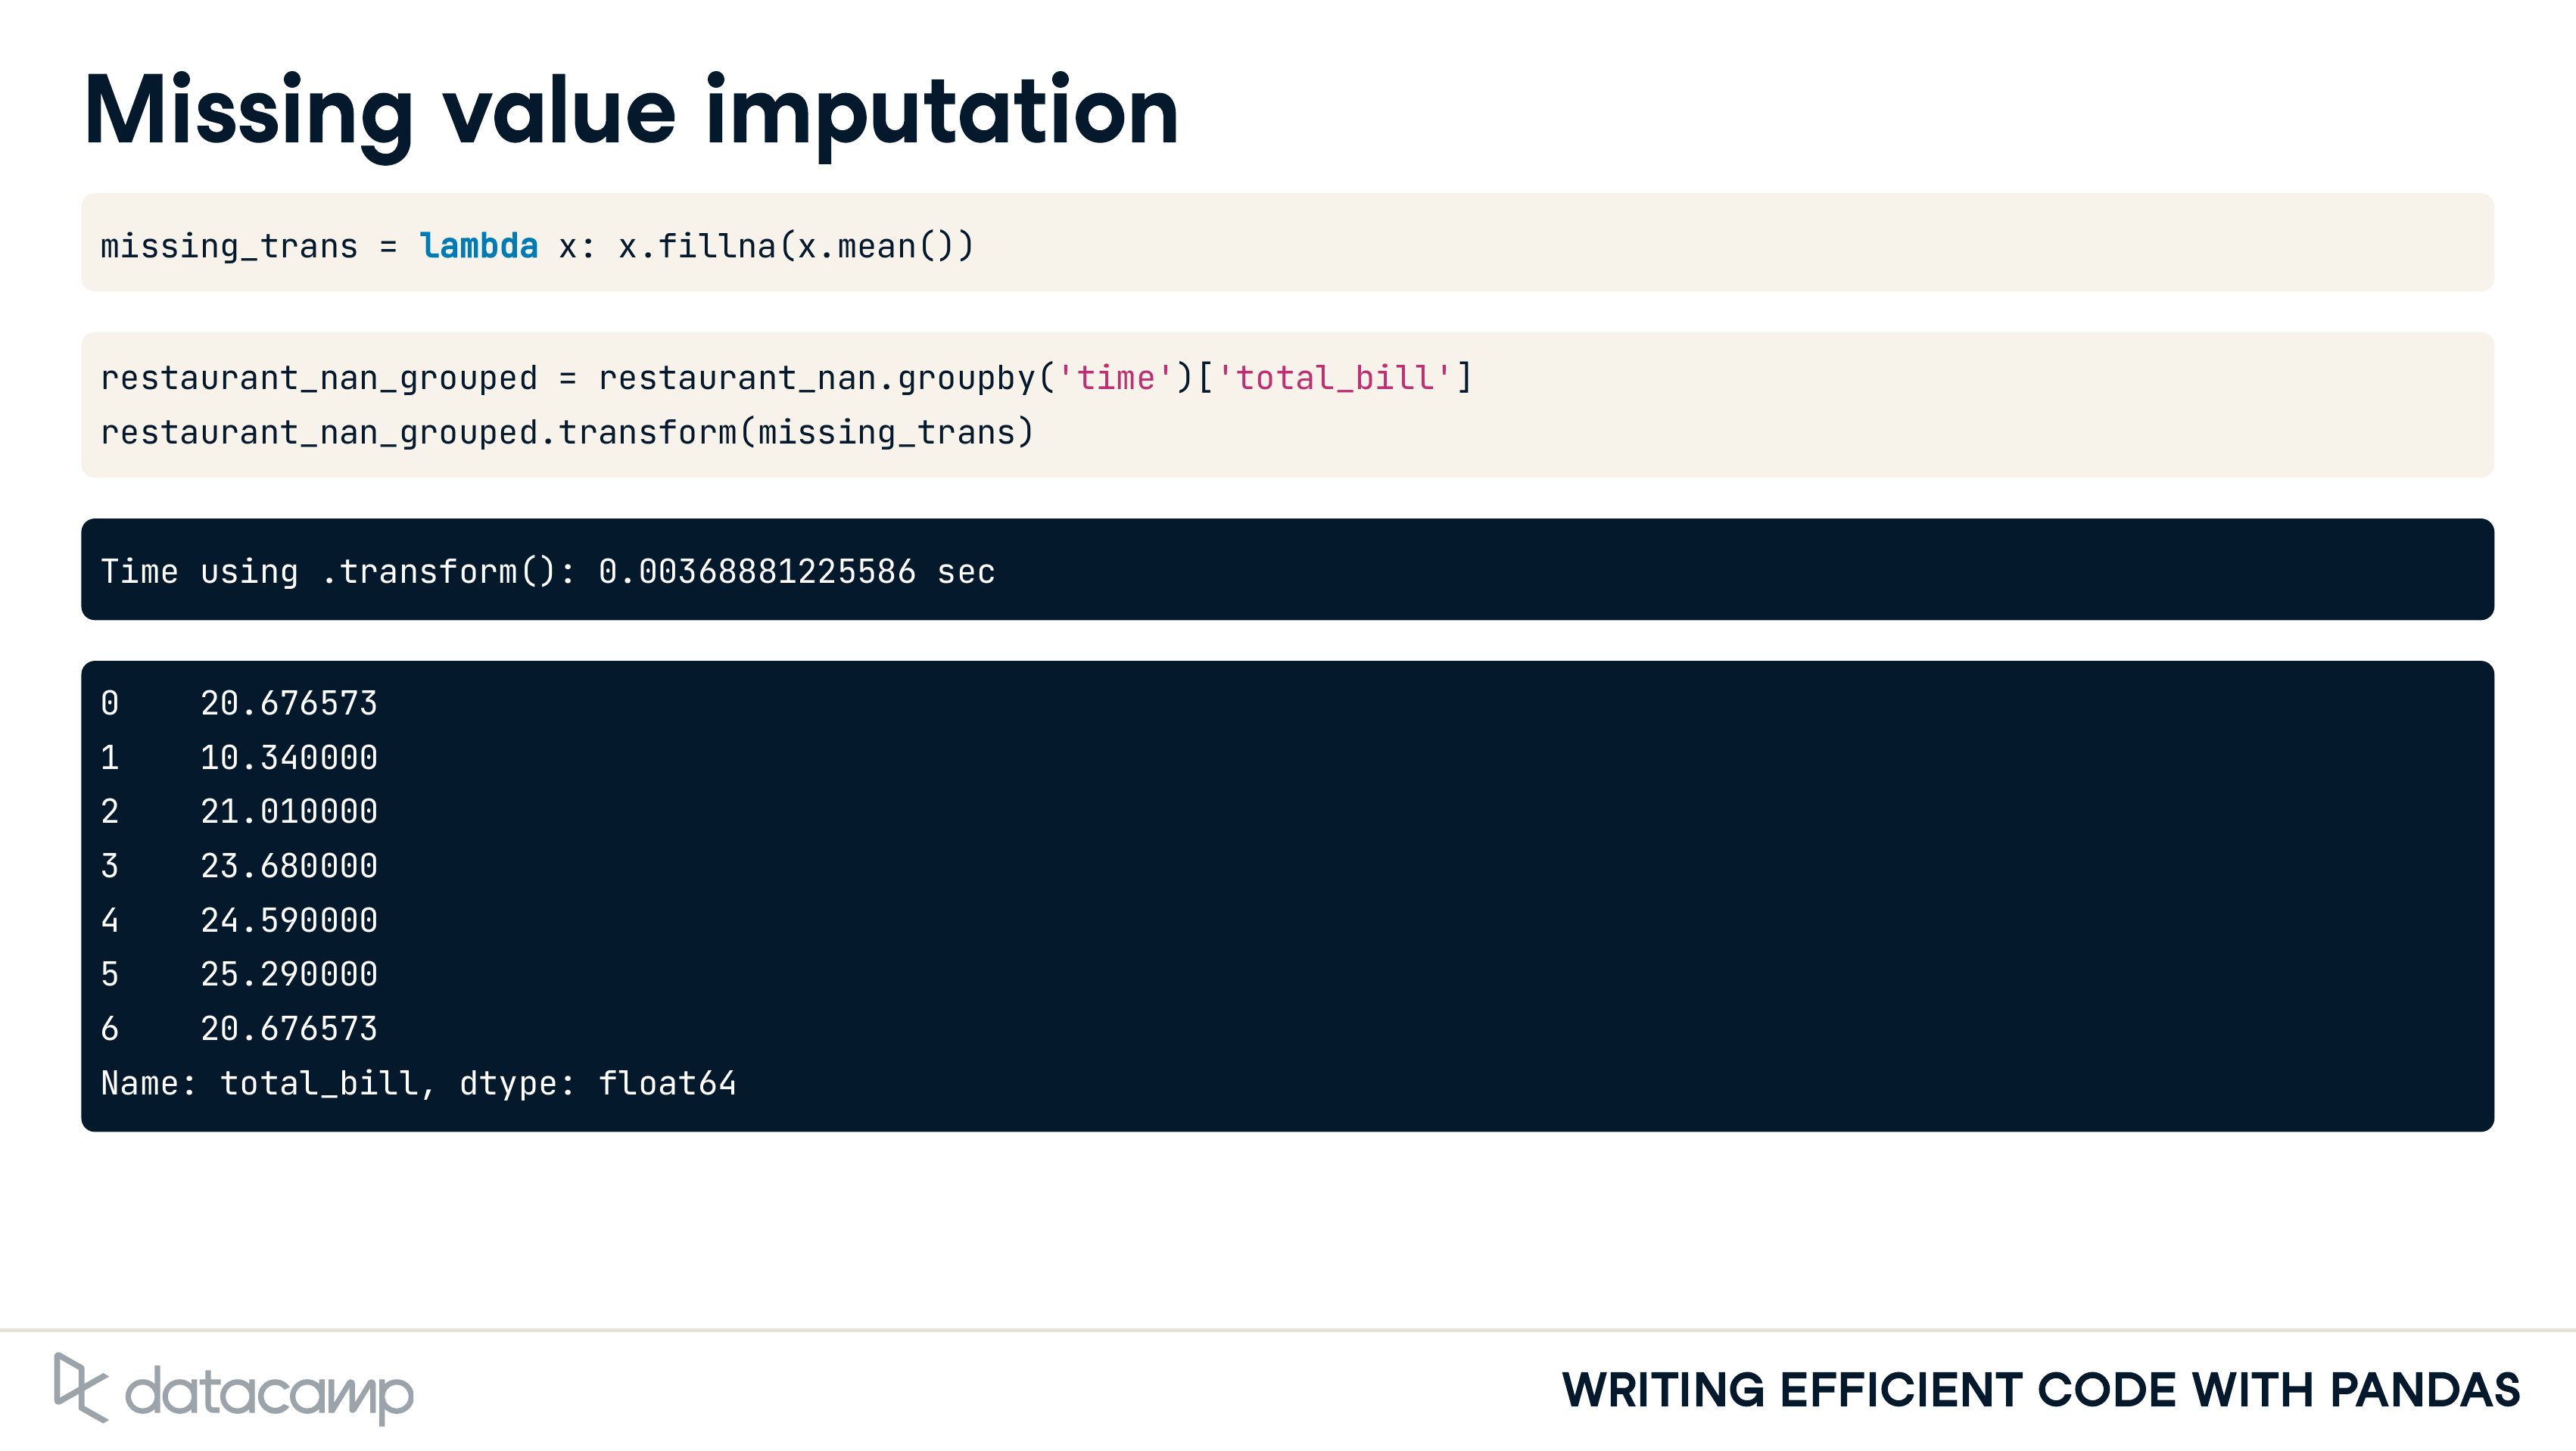 Missing value imputation
missing_trans = lambda x: x.fillna(x.mean())
restaurant_nan_grouped = restaurant_nan.groupby('time')['total_bill']
restaurant_nan_grouped.transform(missing_trans)
Time using .transform(): 0.00368881225586 sec
0    20.676573
1    10.340000
2    21.010000
3    23.680000
4    24.590000
5    25.290000
6    20.676573
Name: total_bill, dtype: float64
datacamp
WRITING EFFICIENT CODE WITH PANDAS